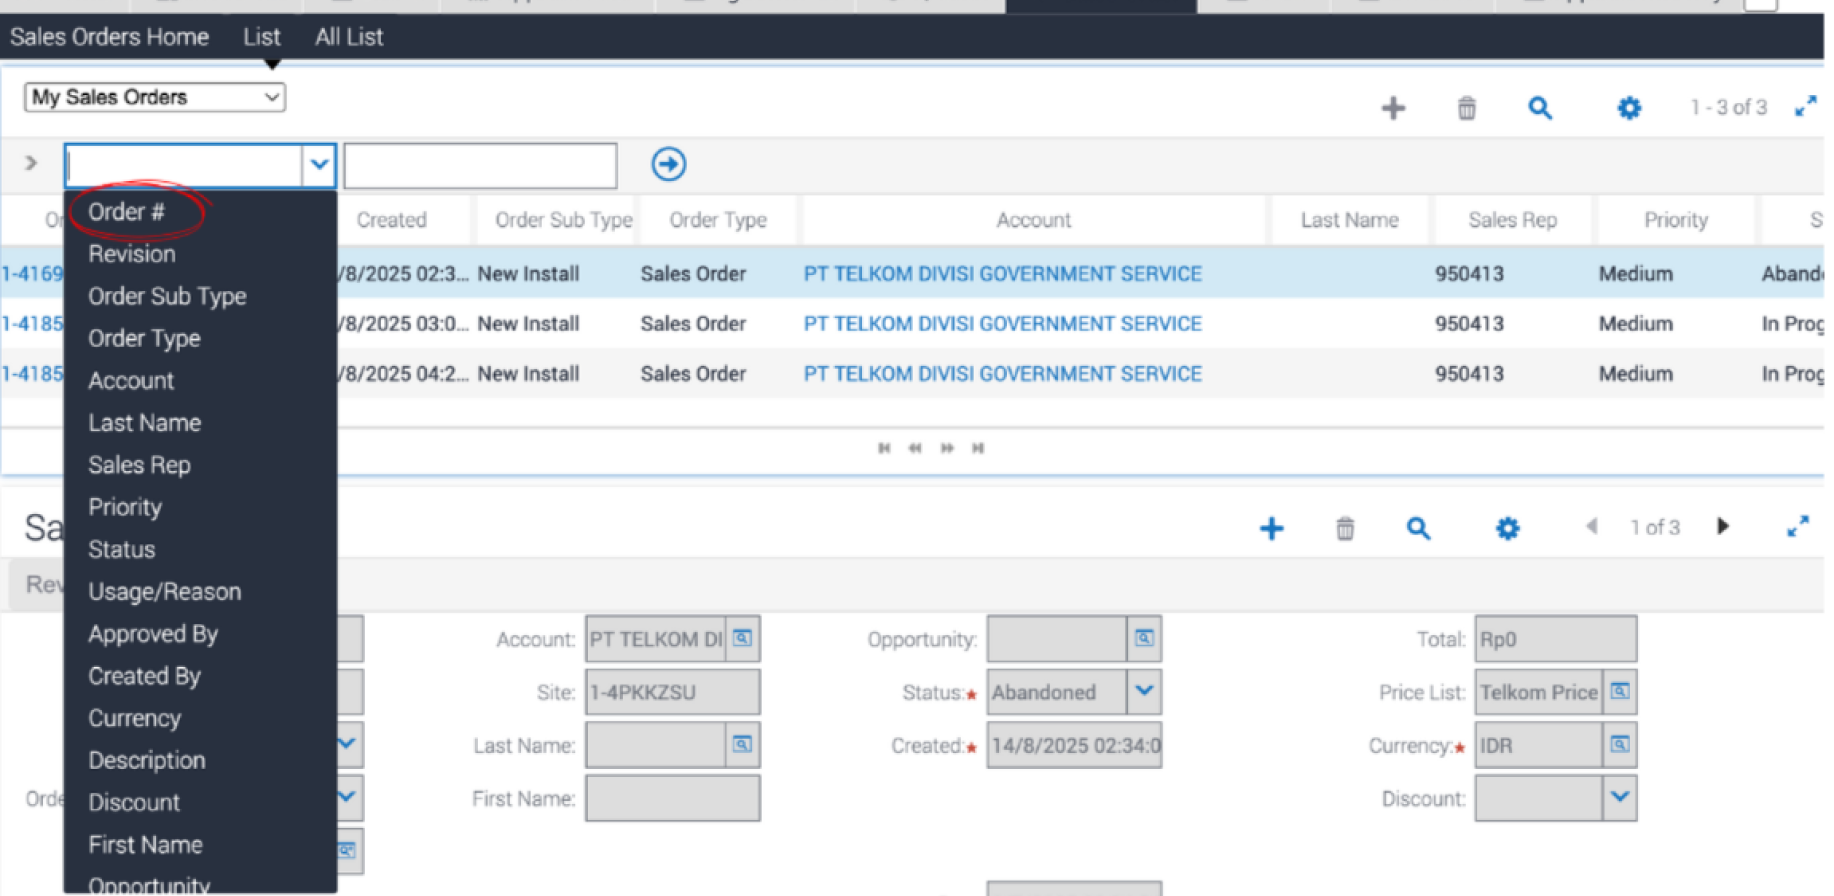 Sales Orders Home List All List
My Sales Orders
1 - 3 of 3
Order #
Revision
Order Sub Type
Order Type
Account
Last Name
Sales Rep
Priority
Status
Usage/Reason
Approved By
Created By
Currency
Description
Discount
First Name
Opportunity
Created Order Sub Type Order Type Account Last Name Sales Rep Priority
1-4169 /8/2025 02:3... New Install Sales Order PT TELKOM DIVISI GOVERNMENT SERVICE 950413 Medium Aband
1-4185 /8/2025 03:0... New Install Sales Order PT TELKOM DIVISI GOVERNMENT SERVICE 950413 Medium In Prog
1-4185 /8/2025 04:2... New Install Sales Order PT TELKOM DIVISI GOVERNMENT SERVICE 950413 Medium In Prog
Sa 1 of 3
Rev
Account: PT TELKOM DI Opportunity: Total: Rp0
Site: 1-4PKKZSU Status:★ Abandoned Price List: Telkom Price
Last Name: Created:★ 14/8/2025 02:34:0 Currency:★ IDR
Orde First Name: Discount: